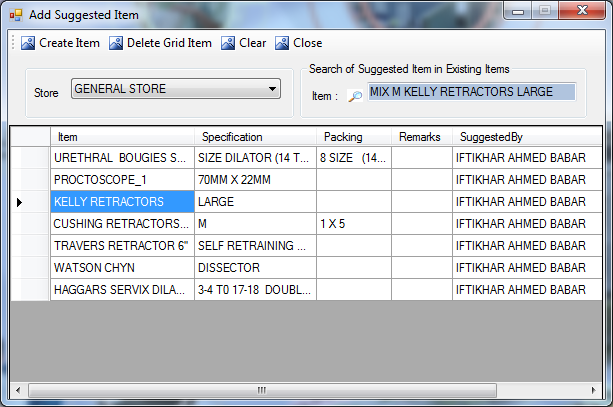 Add Suggested Item
Create Item Delete Grid Item Clear Close
Search of Suggested Item in Existing Items
Store GENERAL STORE Item : MIX M KELLY RETRACTORS LARGE
Item Specification Packing Remarks SuggestedBy
URETHRAL BOUGIES S... SIZE DILATOR (14 T... 8 SIZE (14... IFTIKHAR AHMED BABAR
PROCTOSCOPE_1 70MM X 22MM IFTIKHAR AHMED BABAR
KELLY RETRACTORS LARGE IFTIKHAR AHMED BABAR
CUSHING RETRACTORS... M 1 X 5 IFTIKHAR AHMED BABAR
TRAVERS RETRACTOR 6" SELF RETRAINING ... IFTIKHAR AHMED BABAR
WATSON CHYN DISSECTOR IFTIKHAR AHMED BABAR
HAGGARS SERVIX DILA... 3-4 T0 17-18 DOUBL... IFTIKHAR AHMED BABAR